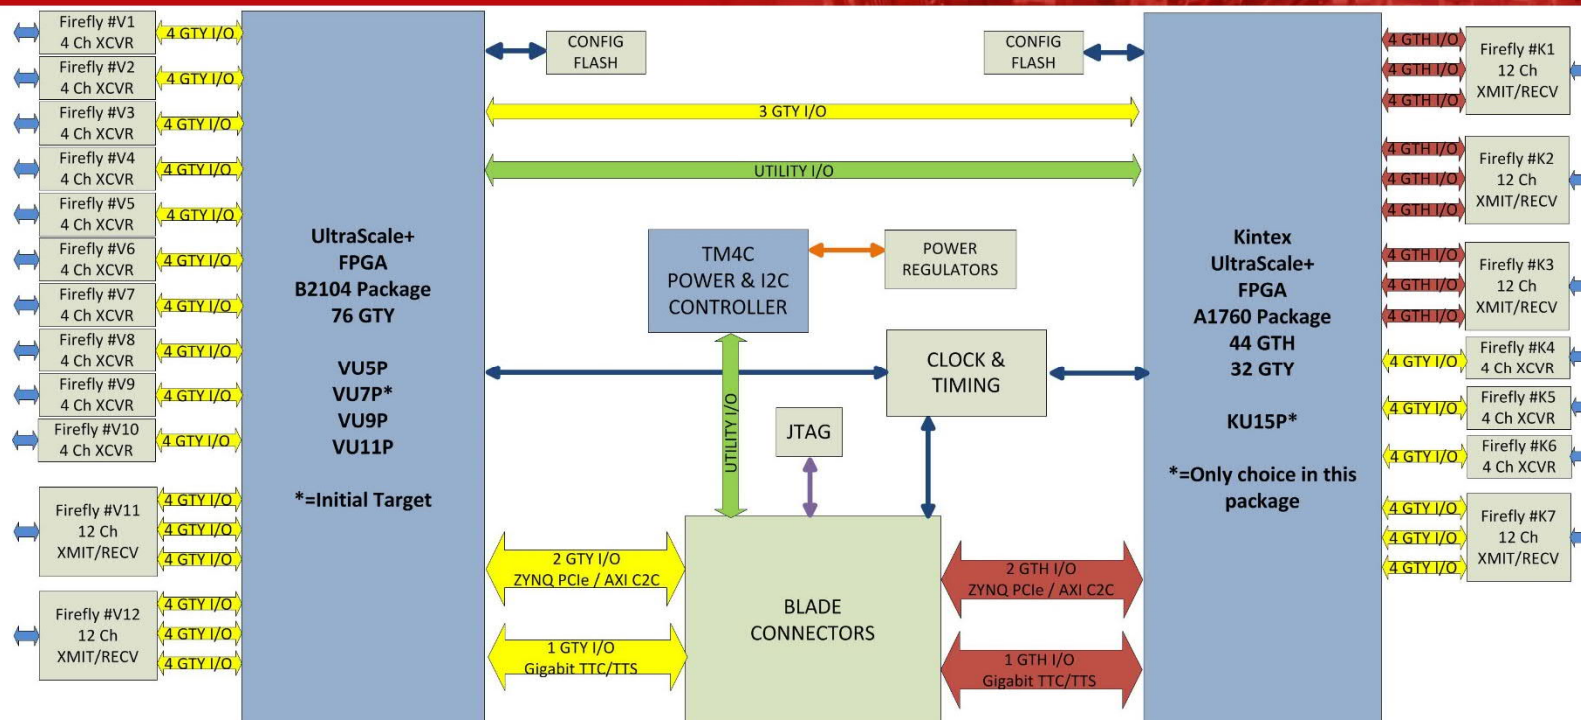 Firefly #V1
4 Ch XCVR
4 GTY I/O
Firefly #V2
4 Ch XCVR
4 GTY I/O
Firefly #V3
4 Ch XCVR
4 GTY I/O
Firefly #V4
4 Ch XCVR
4 GTY I/O
Firefly #V5
4 Ch XCVR
4 GTY I/O
Firefly #V6
4 Ch XCVR
4 GTY I/O
Firefly #V7
4 Ch XCVR
4 GTY I/O
Firefly #V8
4 Ch XCVR
4 GTY I/O
Firefly #V9
4 Ch XCVR
4 GTY I/O
Firefly #V10
4 Ch XCVR
4 GTY I/O
Firefly #V11
12 Ch
XMIT/RECV
4 GTY I/O
4 GTY I/O
4 GTY I/O
Firefly #V12
12 Ch
XMIT/RECV
4 GTY I/O
4 GTY I/O
4 GTY I/O
UltraScale+
FPGA
B2104 Package
76 GTY
VU5P
VU7P*
VU9P
VU11P
*=Initial Target
CONFIG
FLASH
CONFIG
FLASH
3 GTY I/O
UTILITY I/O
TM4C
POWER & I2C
CONTROLLER
POWER
REGULATORS
CLOCK &
TIMING
UTILITY I/O
JTAG
2 GTY I/O
ZYNQ PCIe / AXI C2C
1 GTY I/O
Gigabit TTC/TTS
BLADE
CONNECTORS
2 GTH I/O
ZYNQ PCIe / AXI C2C
1 GTH I/O
Gigabit TTC/TTS
Kintex
UltraScale+
FPGA
A1760 Package
44 GTH
32 GTY
KU15P*
*=Only choice in this
package
4 GTH I/O
4 GTH I/O
4 GTH I/O
Firefly #K1
12 Ch
XMIT/RECV
4 GTH I/O
4 GTH I/O
4 GTH I/O
Firefly #K2
12 Ch
XMIT/RECV
4 GTH I/O
4 GTH I/O
4 GTH I/O
Firefly #K3
12 Ch
XMIT/RECV
4 GTY I/O
Firefly #K4
4 Ch XCVR
4 GTY I/O
Firefly #K5
4 Ch XCVR
4 GTY I/O
Firefly #K6
4 Ch XCVR
4 GTY I/O
4 GTY I/O
4 GTY I/O
Firefly #K7
12 Ch
XMIT/RECV